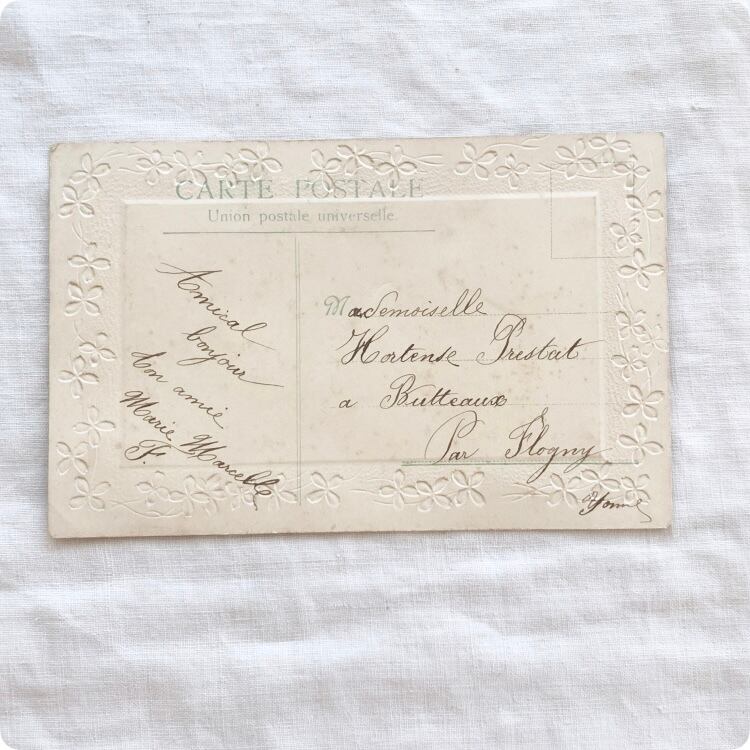 CARTE POSTALE
Union postale universelle.
Amical
bonjour
Ton amie
Marie Marcelle
F.
Mademoiselle
Hortense Prestat
a Butteaux
Par Flogny
Yonne